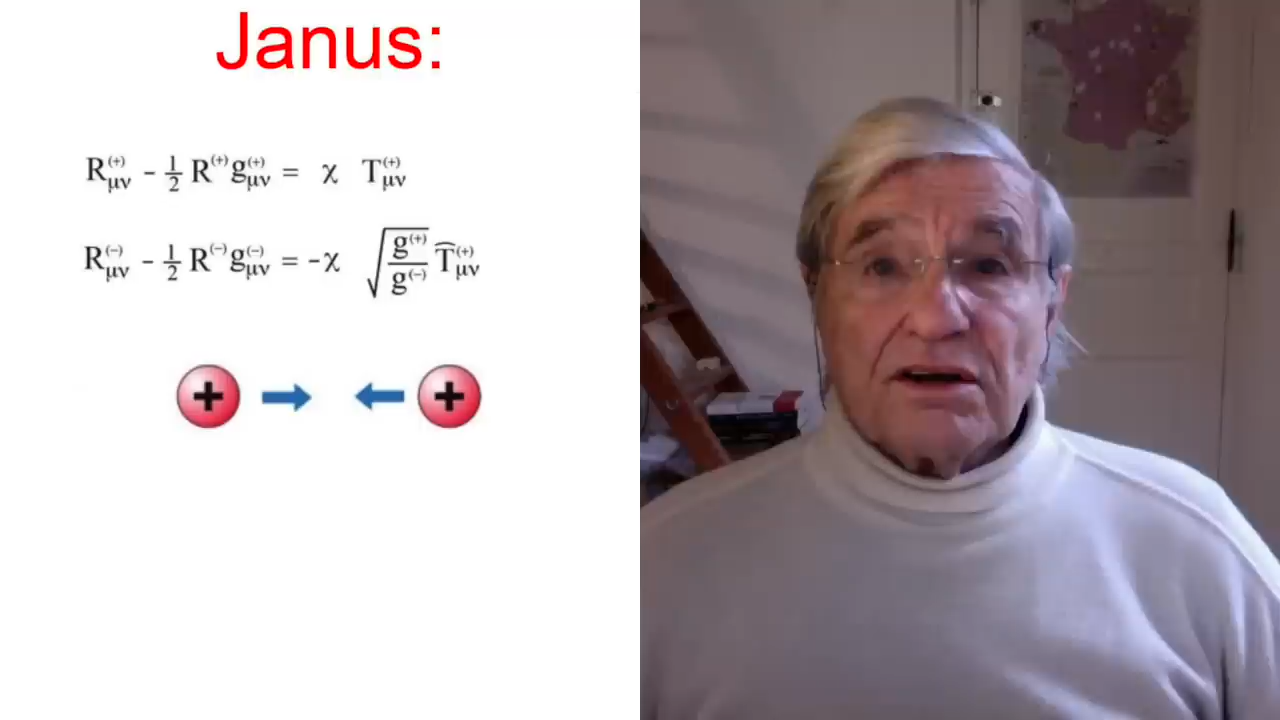 Janus:
R⁽⁺⁾μν - 1/2 R⁽⁺⁾g⁽⁺⁾μν = χ T⁽⁺⁾μν
R⁽⁻⁾μν - 1/2 R⁽⁻⁾g⁽⁻⁾μν = -χ √(g⁽⁺⁾/g⁽⁻⁾) T̂⁽⁺⁾μν
+ → ← +